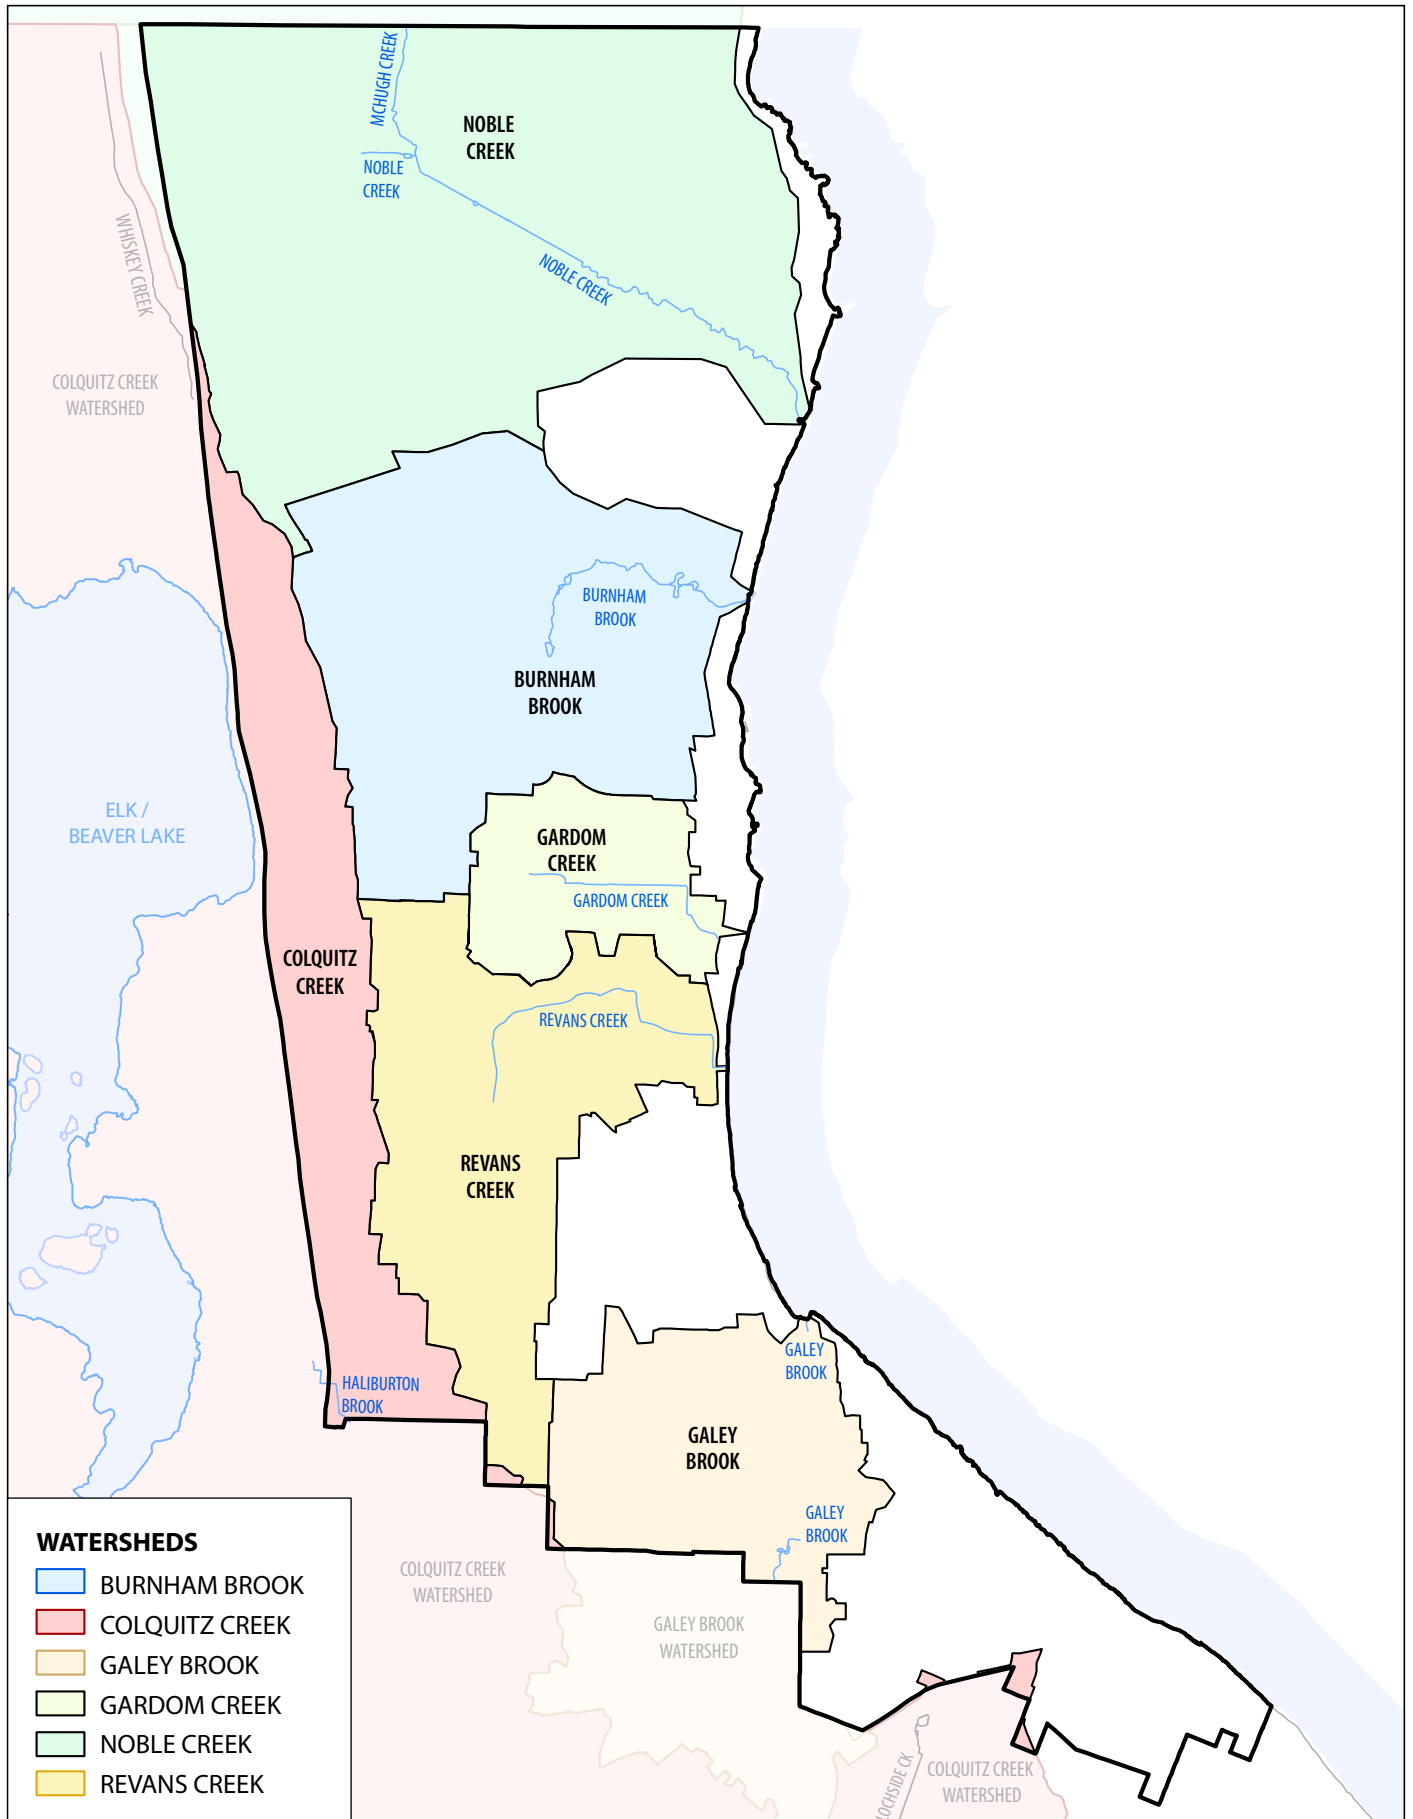 MCHUGH CREEK
NOBLE
CREEK
NOBLE
CREEK
WHISKEY CREEK
NOBLE CREEK
COLQUITZ CREEK
WATERSHED
BURNHAM
BROOK
BURNHAM
BROOK
ELK /
BEAVER LAKE
GARDOM
CREEK
GARDOM CREEK
COLQUITZ
CREEK
REVANS CREEK
REVANS
CREEK
GALEY
BROOK
HALIBURTON
BROOK
GALEY
BROOK
GALEY
BROOK
COLQUITZ CREEK
WATERSHED
GALEY BROOK
WATERSHED
LOCHSIDE CK
COLQUITZ CREEK
WATERSHED
WATERSHEDS
BURNHAM BROOK
COLQUITZ CREEK
GALEY BROOK
GARDOM CREEK
NOBLE CREEK
REVANS CREEK